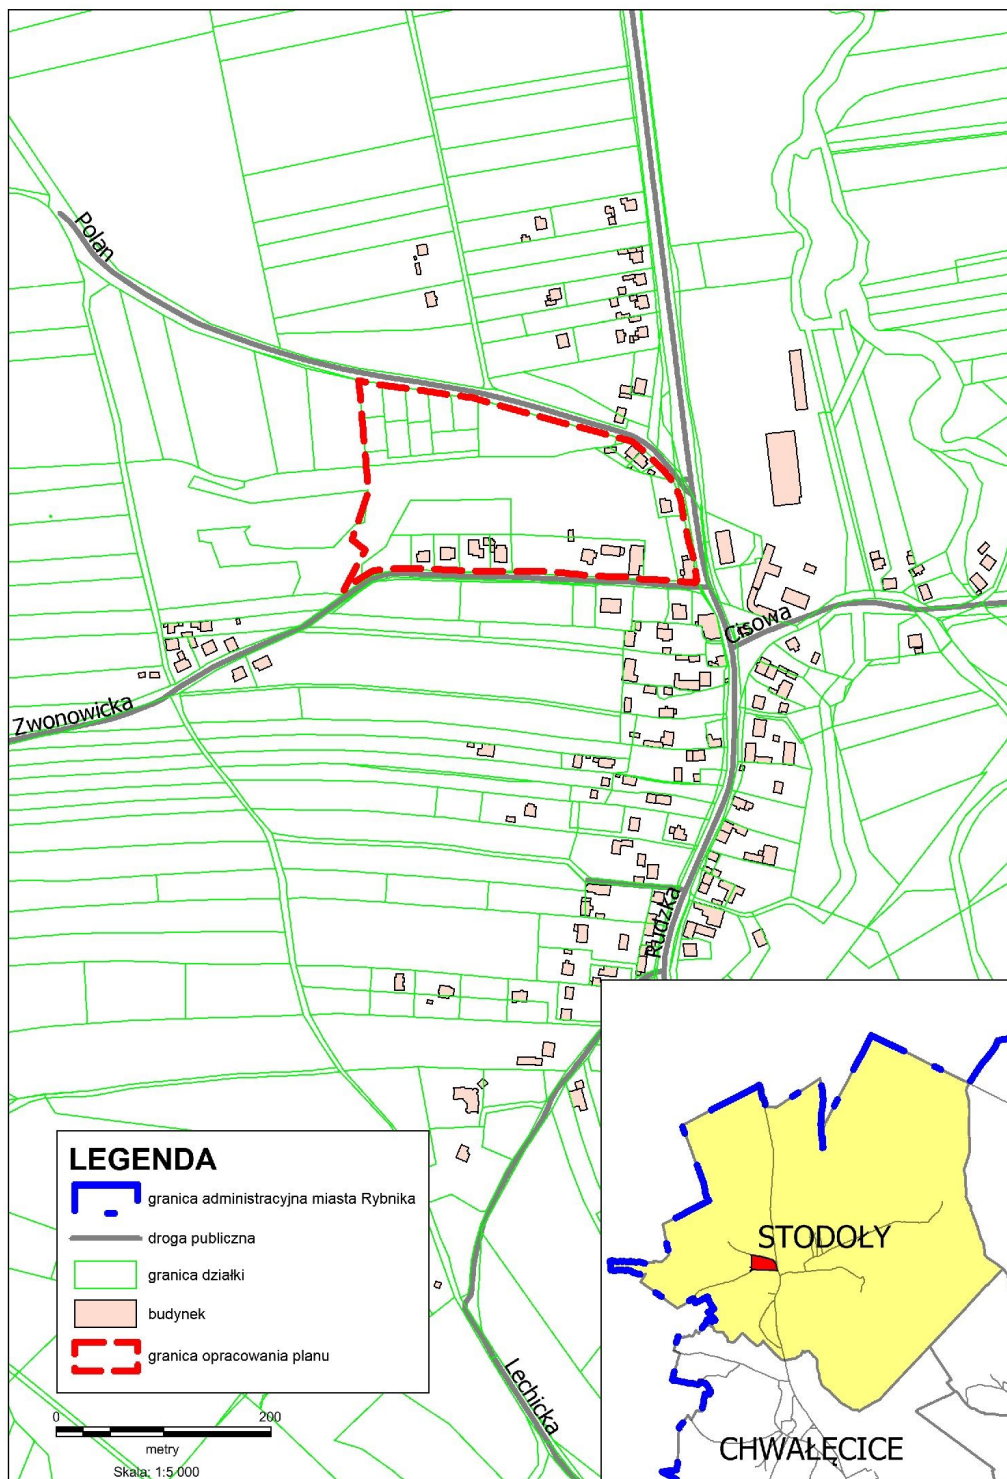 Polan
Cisowa
Zwonowicka
Rudzka
Lechicka
LEGENDA
granica administracyjna miasta Rybnika
droga publiczna
granica działki
budynek
granica opracowania planu
0 200
metry
Skala: 1:5 000
STODOŁY
CHWAŁĘCICE